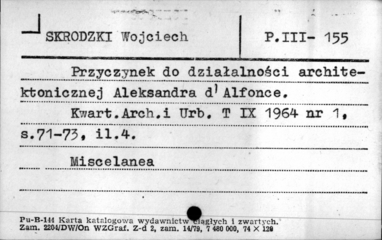 SKRODZKI Wojciech
P.III- 155
Przyczynek do działalności archite-
ktonicznej Aleksandra d' Alfonce.
Kwart.Arch.i Urb. T IX 1964 nr 1,
s.71-73, il.4.
Miscelanea
Pu-B-144 Karta katalogowa wydawnictw ciągłych i zwartych.
Zam. 2204/DW/On WZGraf. Z-d 2, zam. 14/79, 7 480 000, 74 × 128